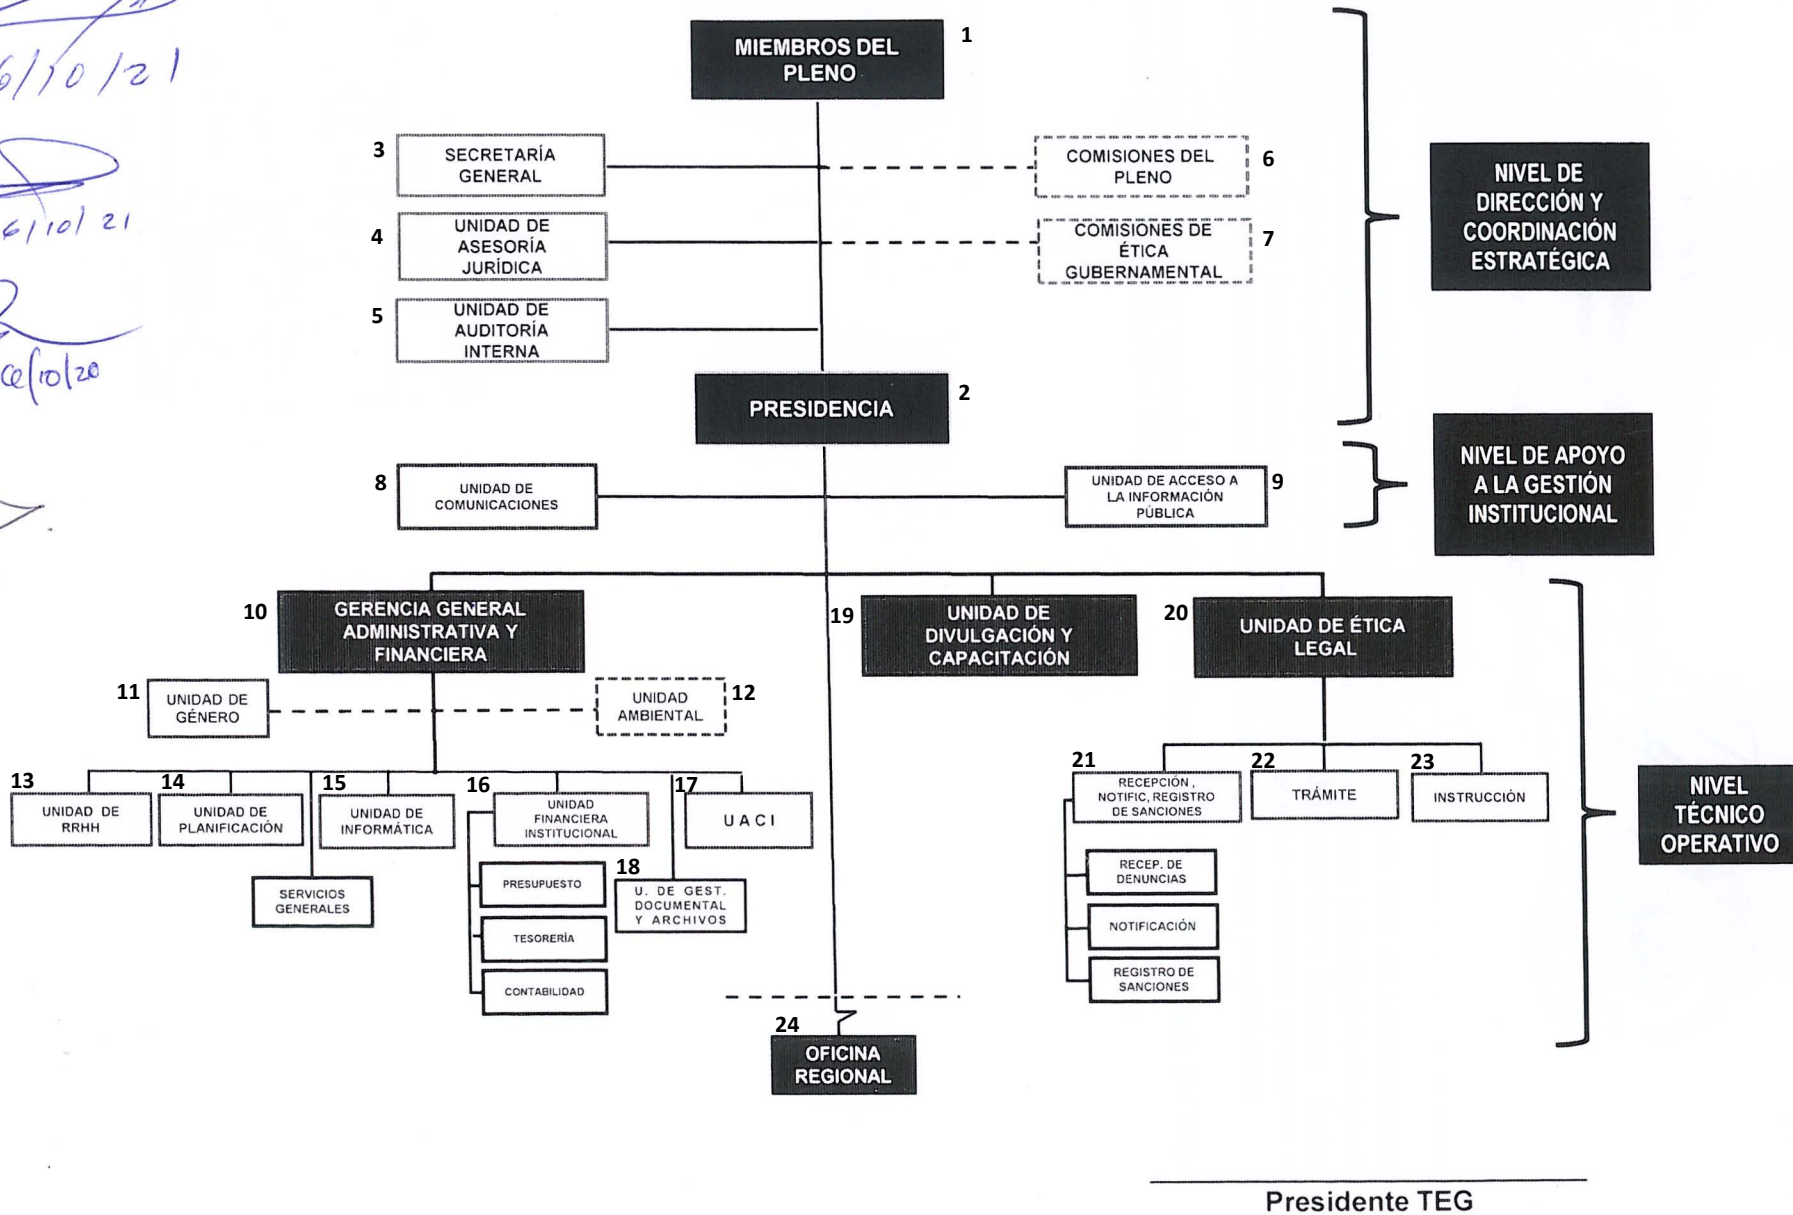 1
MIEMBROS DEL
PLENO
6/10/21
3
SECRETARÍA
GENERAL
COMISIONES DEL
PLENO
6
6/10/21
4
UNIDAD DE
ASESORÍA
JURÍDICA
COMISIONES DE
ÉTICA
GUBERNAMENTAL
7
5
UNIDAD DE
AUDITORÍA
INTERNA
NIVEL DE
DIRECCIÓN Y
COORDINACIÓN
ESTRATÉGICA
/10/20
PRESIDENCIA
2
8
UNIDAD DE
COMUNICACIONES
UNIDAD DE ACCESO A
LA INFORMACIÓN
PÚBLICA
9
NIVEL DE APOYO
A LA GESTIÓN
INSTITUCIONAL
10
GERENCIA GENERAL
ADMINISTRATIVA Y
FINANCIERA
19
UNIDAD DE
DIVULGACIÓN Y
CAPACITACIÓN
20
UNIDAD DE ÉTICA
LEGAL
11
UNIDAD DE
GÉNERO
UNIDAD
AMBIENTAL
12
13
UNIDAD DE
RRHH
14
UNIDAD DE
PLANIFICACIÓN
15
UNIDAD DE
INFORMÁTICA
16
UNIDAD
FINANCIERA
INSTITUCIONAL
17
UACI
21
RECEPCIÓN ,
NOTIFIC, REGISTRO
DE SANCIONES
22
TRÁMITE
23
INSTRUCCIÓN
NIVEL
TÉCNICO
OPERATIVO
SERVICIOS
GENERALES
PRESUPUESTO
TESORERÍA
CONTABILIDAD
18
U. DE GEST.
DOCUMENTAL
Y ARCHIVOS
RECEP. DE
DENUNCIAS
NOTIFICACIÓN
REGISTRO DE
SANCIONES
24
OFICINA
REGIONAL
Presidente TEG